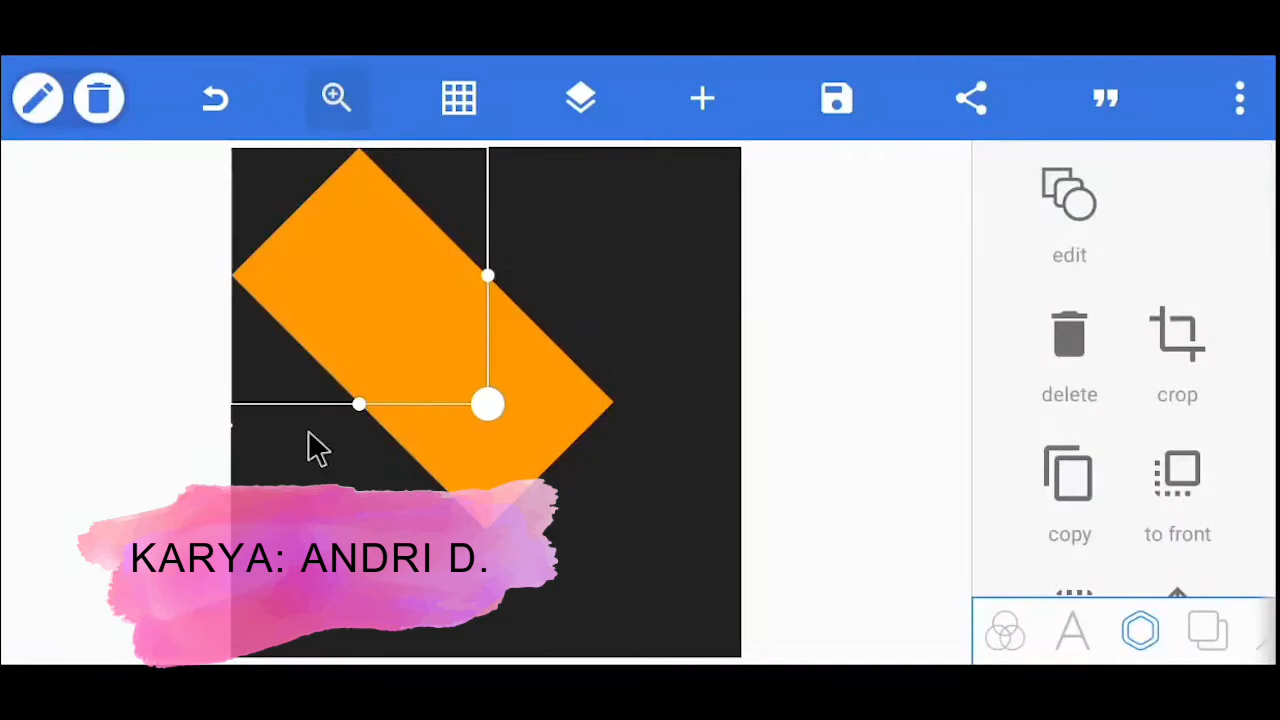 edit
delete
crop
copy
to front
KARYA: ANDRI D.